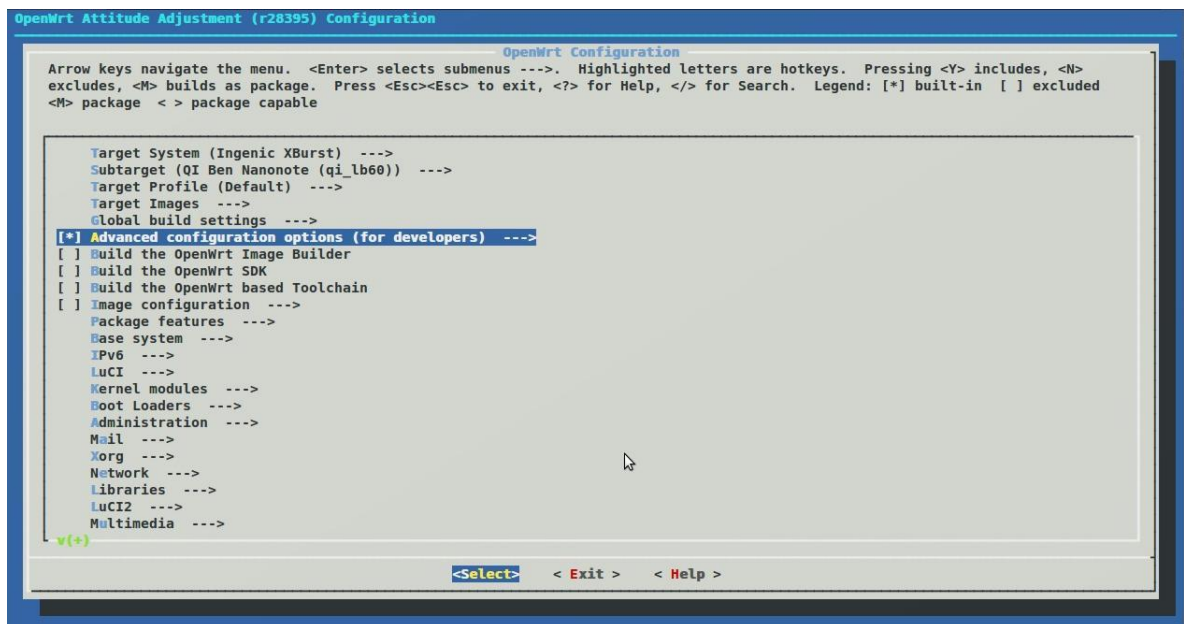 OpenWrt Attitude Adjustment (r28395) Configuration
OpenWrt Configuration
Arrow keys navigate the menu.  <Enter> selects submenus --->.  Highlighted letters are hotkeys.  Pressing <Y> includes, <N>
excludes, <M> builds as package.  Press <Esc><Esc> to exit, <?> for Help, </> for Search.  Legend: [*] built-in  [ ] excluded
<M> package  < > package capable
Target System (Ingenic XBurst)  --->
Subtarget (QI Ben Nanonote (qi_lb60))  --->
Target Profile (Default)  --->
Target Images  --->
Global build settings  --->
[*] Advanced configuration options (for developers)  --->
[ ] Build the OpenWrt Image Builder
[ ] Build the OpenWrt SDK
[ ] Build the OpenWrt based Toolchain
[ ] Image configuration  --->
Package features  --->
Base system  --->
IPv6  --->
LuCI  --->
Kernel modules  --->
Boot Loaders  --->
Administration  --->
Mail  --->
Xorg  --->
Network  --->
Libraries  --->
LuCI2  --->
Multimedia  --->
v(+)
<Select>    < Exit >    < Help >